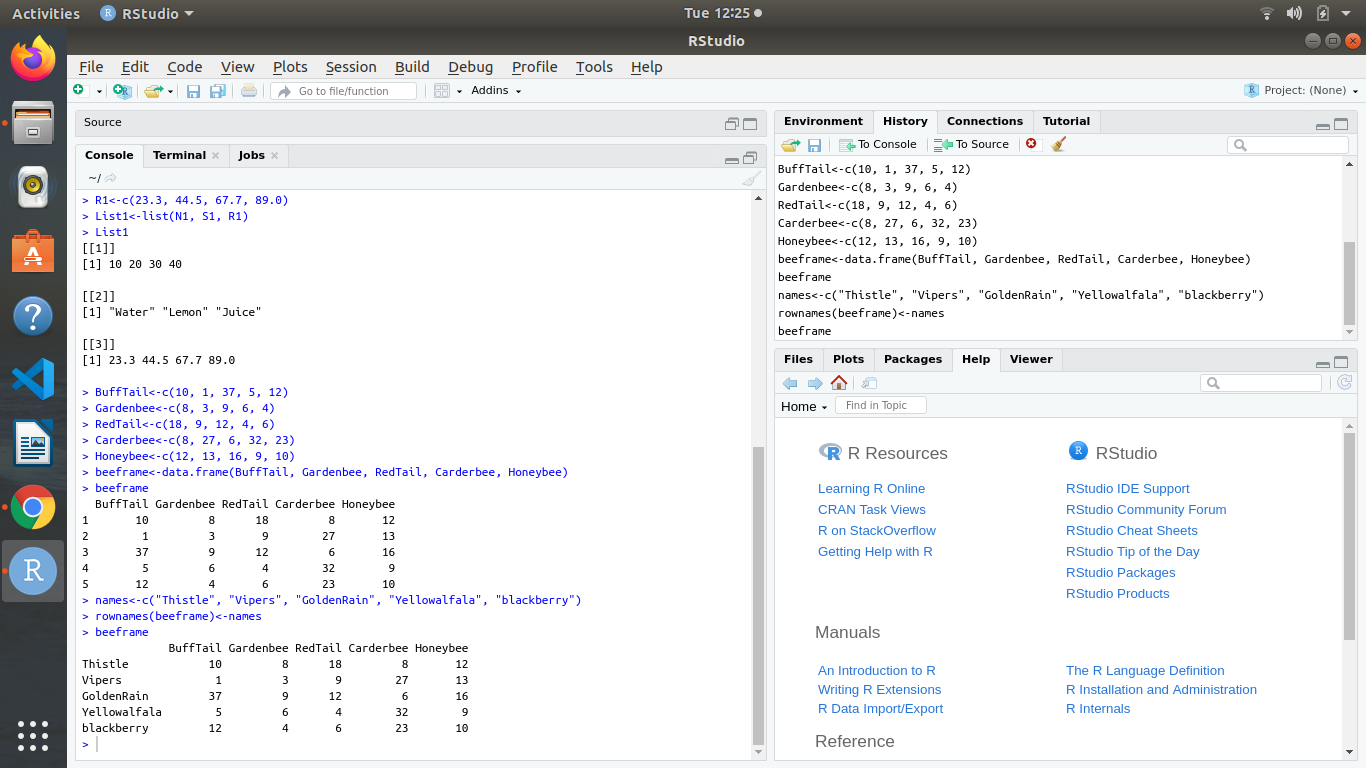 Activities RStudio Tue 12:25
RStudio
File Edit Code View Plots Session Build Debug Profile Tools Help
Go to file/function Addins Project: (None)
Source
Console Terminal Jobs
~/
> R1<-c(23.3, 44.5, 67.7, 89.0)
> List1<-list(N1, S1, R1)
> List1
[[1]]
[1] 10 20 30 40
[[2]]
[1] "Water" "Lemon" "Juice"
[[3]]
[1] 23.3 44.5 67.7 89.0
> BuffTail<-c(10, 1, 37, 5, 12)
> Gardenbee<-c(8, 3, 9, 6, 4)
> RedTail<-c(18, 9, 12, 4, 6)
> Carderbee<-c(8, 27, 6, 32, 23)
> Honeybee<-c(12, 13, 16, 9, 10)
> beeframe<-data.frame(BuffTail, Gardenbee, RedTail, Carderbee, Honeybee)
> beeframe
BuffTail Gardenbee RedTail Carderbee Honeybee
1 10 8 18 8 12
2 1 3 9 27 13
3 37 9 12 6 16
4 5 6 4 32 9
5 12 4 6 23 10
> names<-c("Thistle", "Vipers", "GoldenRain", "Yellowalfala", "blackberry")
> rownames(beeframe)<-names
> beeframe
BuffTail Gardenbee RedTail Carderbee Honeybee
Thistle 10 8 18 8 12
Vipers 1 3 9 27 13
GoldenRain 37 9 12 6 16
Yellowalfala 5 6 4 32 9
blackberry 12 4 6 23 10
>
Environment History Connections Tutorial
To Console To Source
BuffTail<-c(10, 1, 37, 5, 12)
Gardenbee<-c(8, 3, 9, 6, 4)
RedTail<-c(18, 9, 12, 4, 6)
Carderbee<-c(8, 27, 6, 32, 23)
Honeybee<-c(12, 13, 16, 9, 10)
beeframe<-data.frame(BuffTail, Gardenbee, RedTail, Carderbee, Honeybee)
beeframe
names<-c("Thistle", "Vipers", "GoldenRain", "Yellowalfala", "blackberry")
rownames(beeframe)<-names
beeframe
Files Plots Packages Help Viewer
Home Find in Topic
R Resources
Learning R Online
CRAN Task Views
R on StackOverflow
Getting Help with R
RStudio
RStudio IDE Support
RStudio Community Forum
RStudio Cheat Sheets
RStudio Tip of the Day
RStudio Packages
RStudio Products
Manuals
An Introduction to R
Writing R Extensions
R Data Import/Export
The R Language Definition
R Installation and Administration
R Internals
Reference